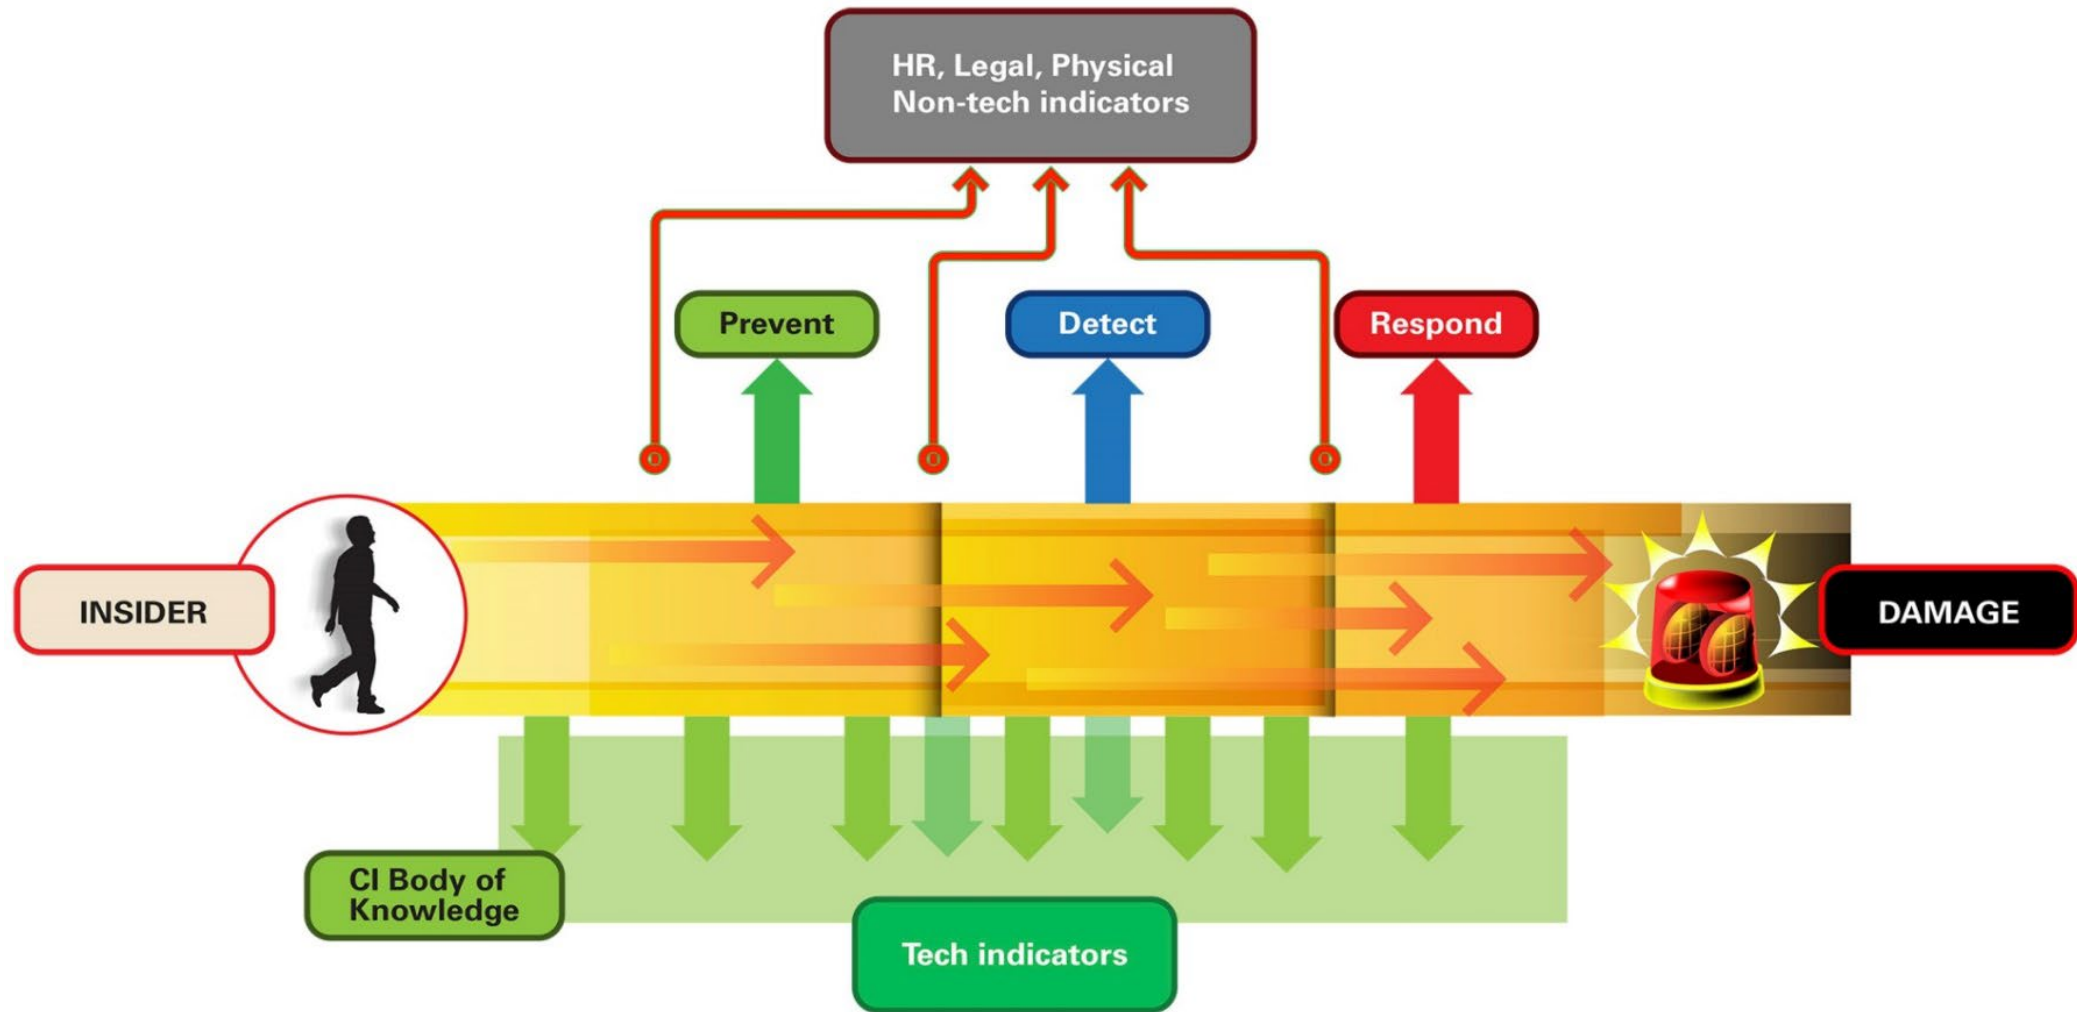 HR, Legal, Physical
Non-tech indicators
Prevent
Detect
Respond
INSIDER
DAMAGE
CI Body of
Knowledge
Tech indicators